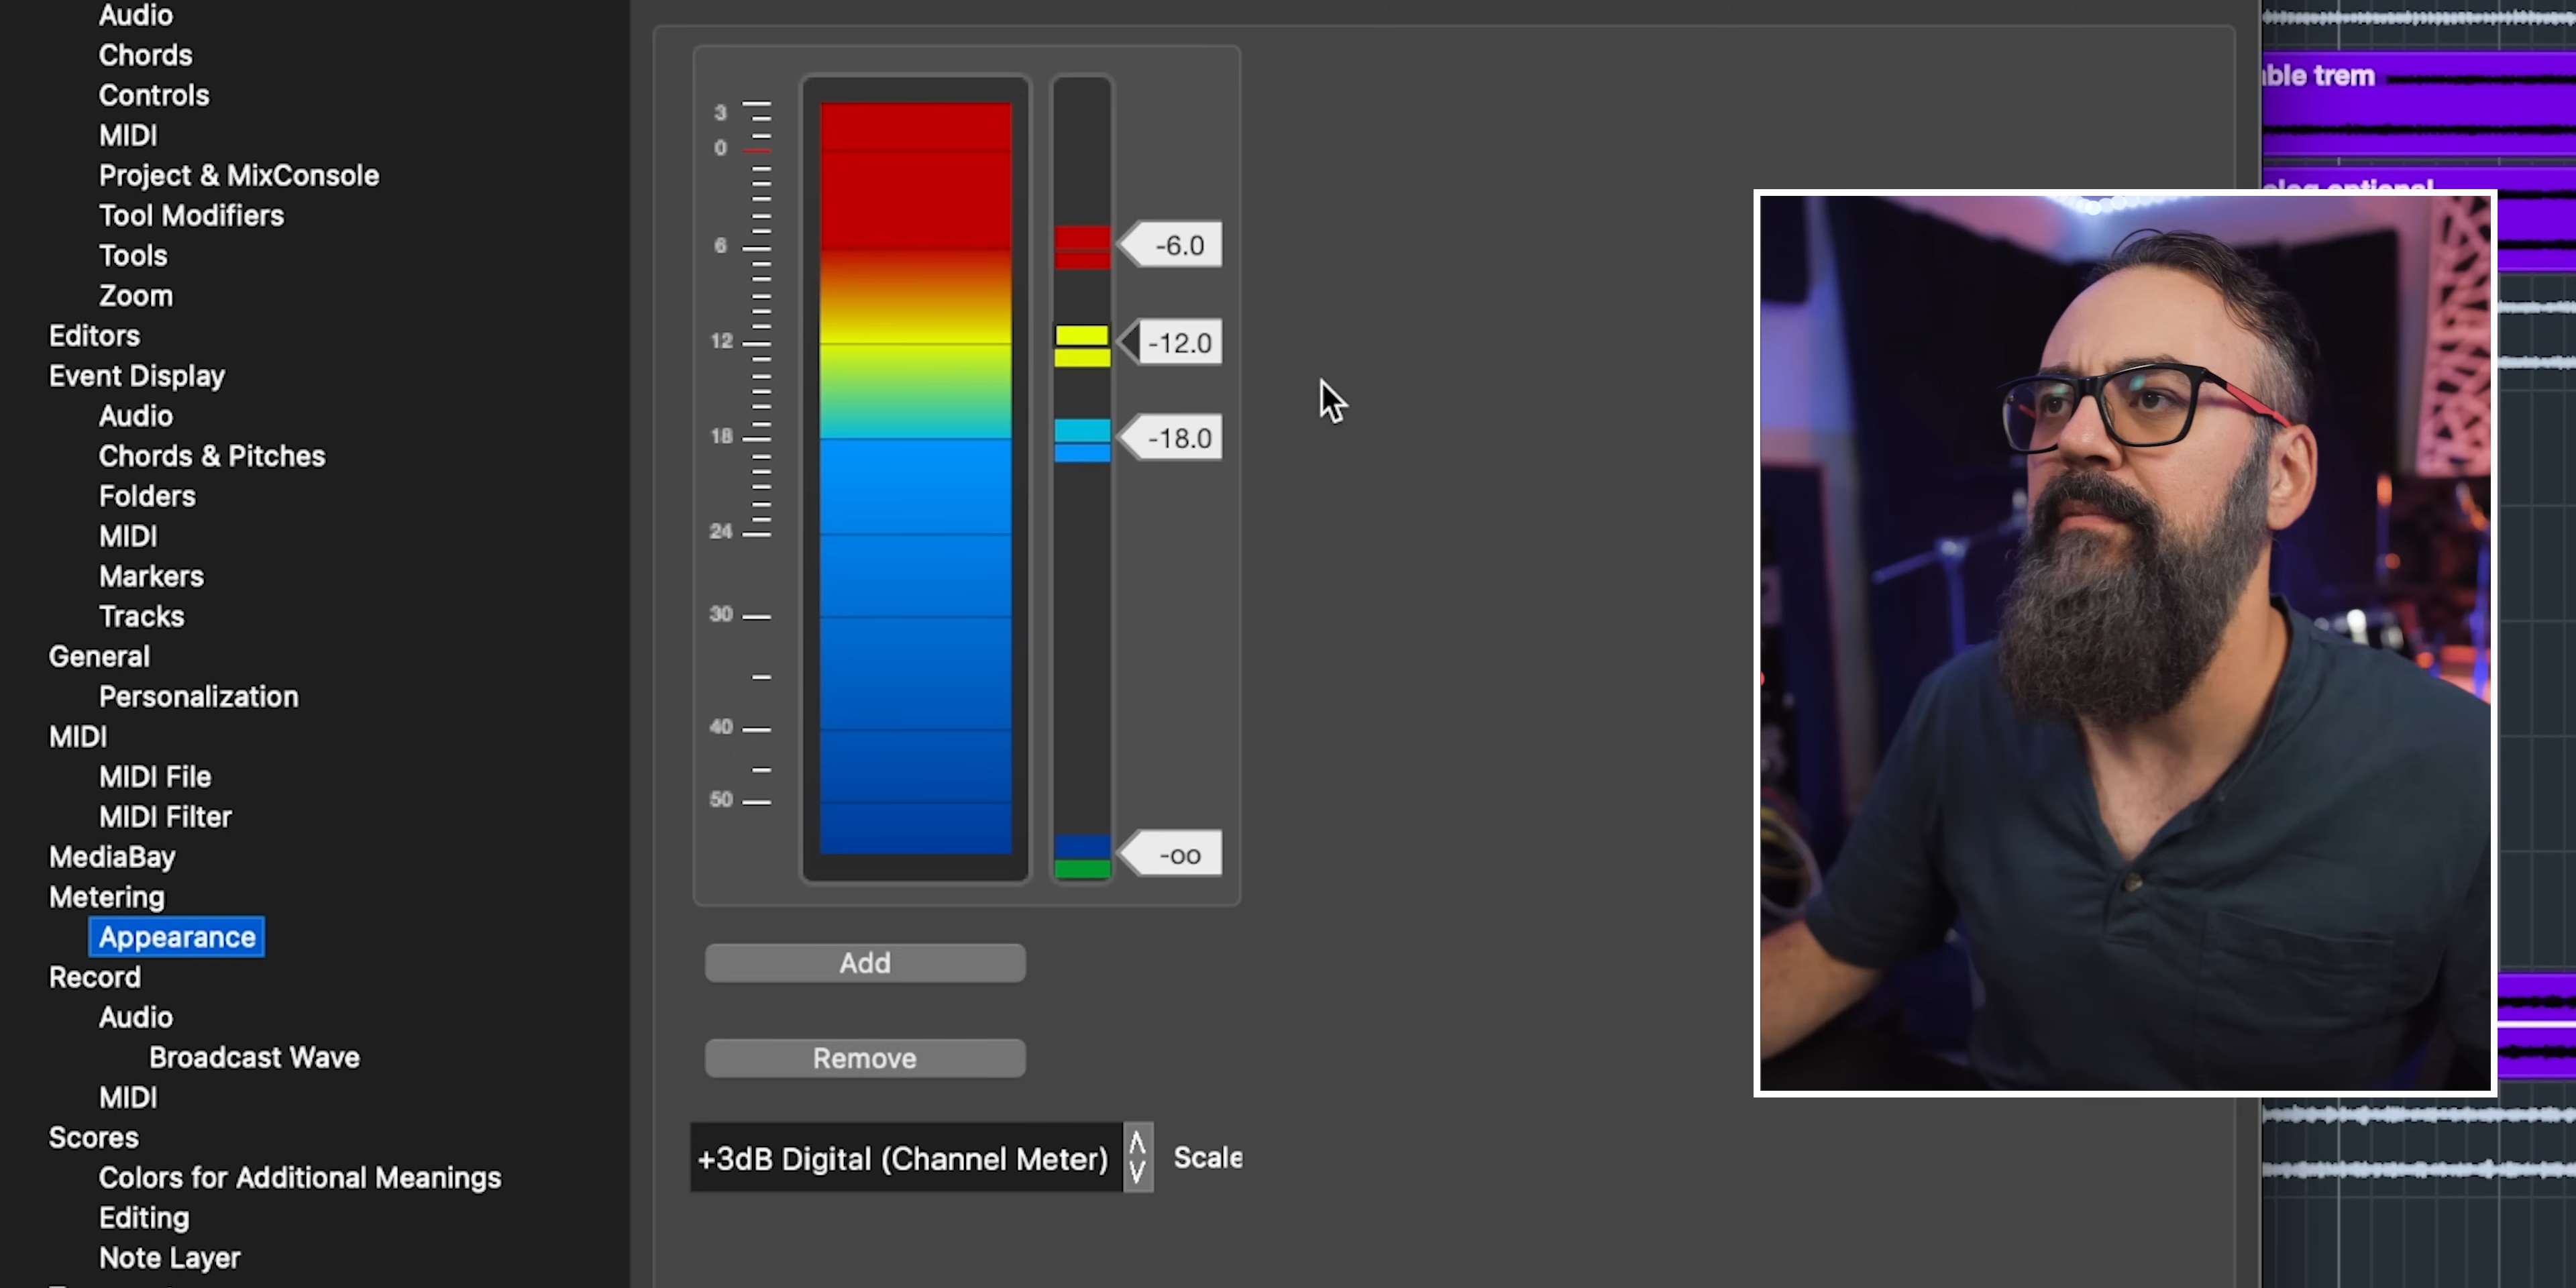 Audio
Chords
Controls
MIDI
Project & MixConsole
Tool Modifiers
Tools
Zoom
Editors
Event Display
Audio
Chords & Pitches
Folders
MIDI
Markers
Tracks
General
Personalization
MIDI
MIDI File
MIDI Filter
MediaBay
Metering
Appearance
Record
Audio
Broadcast Wave
MIDI
Scores
Colors for Additional Meanings
Editing
Note Layer
3
0
6
12
18
24
30
40
50
-6.0
-12.0
-18.0
-oo
Add
Remove
+3dB Digital (Channel Meter)
Scale
trem